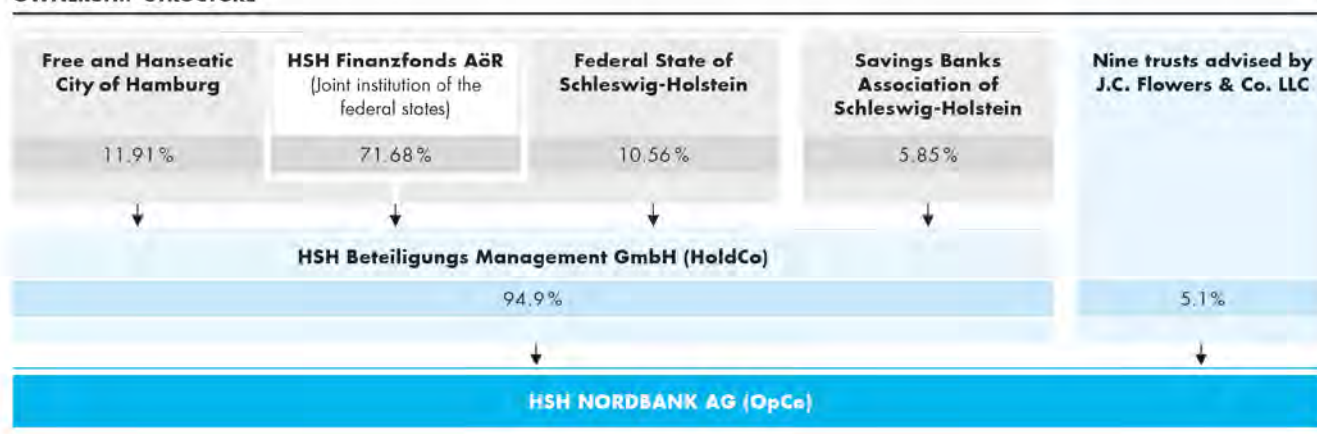 Free and Hanseatic
City of Hamburg
11.91%
HSH Finanzfonds AöR
(Joint institution of the
federal states)
71.68%
Federal State of
Schleswig-Holstein
10.56%
Savings Banks
Association of
Schleswig-Holstein
5.85%
Nine trusts advised by
J.C. Flowers & Co. LLC
HSH Beteiligungs Management GmbH (HoldCo)
94.9%
5.1%
HSH NORDBANK AG (OpCo)